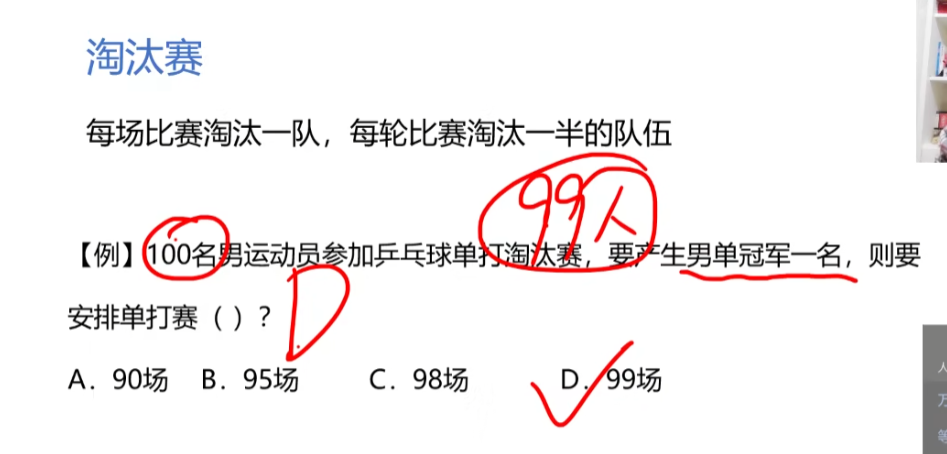 淘汰赛
每场比赛淘汰一队，每轮比赛淘汰一半的队伍
99人
【例】100名男运动员参加乒乓球单打淘汰赛，要产生男单冠军一名，则要
安排单打赛（ ）？
D
A．90场 B．95场 C．98场 D．99场
人
万
等